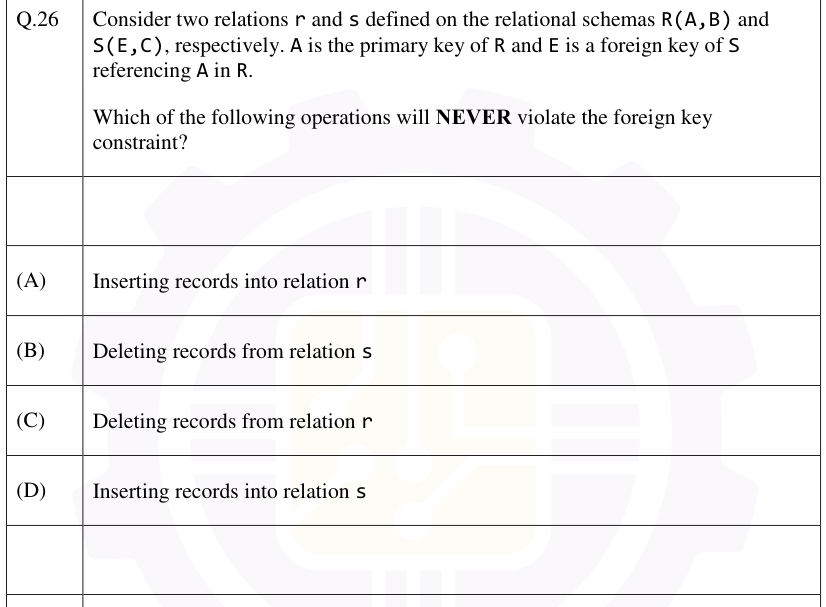 Q.26 Consider two relations r and s defined on the relational schemas R(A,B) and
S(E,C), respectively. A is the primary key of R and E is a foreign key of S
referencing A in R.
Which of the following operations will NEVER violate the foreign key
constraint?
(A) Inserting records into relation r
(B) Deleting records from relation s
(C) Deleting records from relation r
(D) Inserting records into relation s